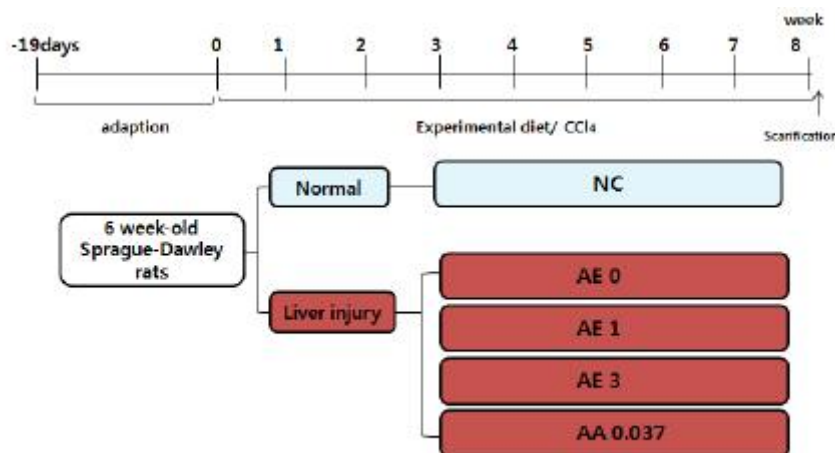 week
-19days 0 1 2 3 4 5 6 7 8
adaption Experimental diet/ CCl₄ Scarification
Normal NC
6 week-old
Sprague-Dawley
rats
Liver injury
AE 0
AE 1
AE 3
AA 0.037